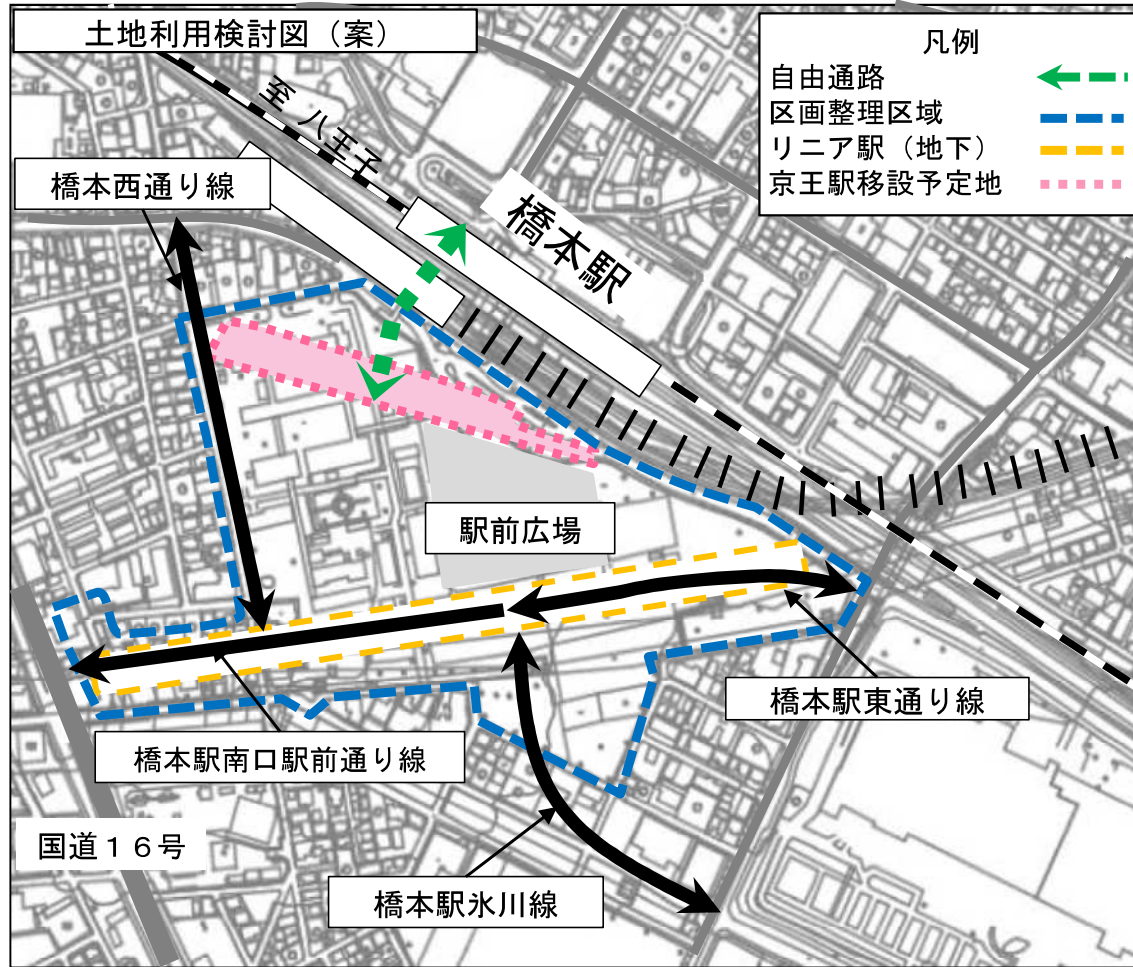 土地利用検討図（案）
凡例
自由通路
区画整理区域
リニア駅（地下）
京王駅移設予定地
至 八王子
橋本西通り線
橋本駅
駅前広場
橋本駅東通り線
橋本駅南口駅前通り線
国道１６号
橋本駅氷川線